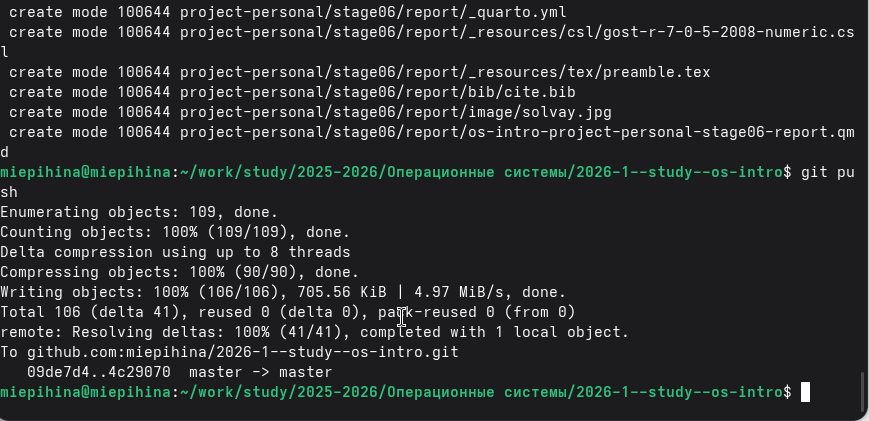 create mode 100644 project-personal/stage06/report/_quarto.yml
create mode 100644 project-personal/stage06/report/_resources/csl/gost-r-7-0-5-2008-numeric.cs
l
create mode 100644 project-personal/stage06/report/_resources/tex/preamble.tex
create mode 100644 project-personal/stage06/report/bib/cite.bib
create mode 100644 project-personal/stage06/report/image/solvay.jpg
create mode 100644 project-personal/stage06/report/os-intro-project-personal-stage06-report.qm
d
miepihina@miepihina:~/work/study/2025-2026/Операционные системы/2026-1--study--os-intro$ git pu
sh
Enumerating objects: 109, done.
Counting objects: 100% (109/109), done.
Delta compression using up to 8 threads
Compressing objects: 100% (90/90), done.
Writing objects: 100% (106/106), 705.56 KiB | 4.97 MiB/s, done.
Total 106 (delta 41), reused 0 (delta 0), pack-reused 0 (from 0)
remote: Resolving deltas: 100% (41/41), completed with 1 local object.
To github.com:miepihina/2026-1--study--os-intro.git
   09de7d4..4c29070  master -> master
miepihina@miepihina:~/work/study/2025-2026/Операционные системы/2026-1--study--os-intro$